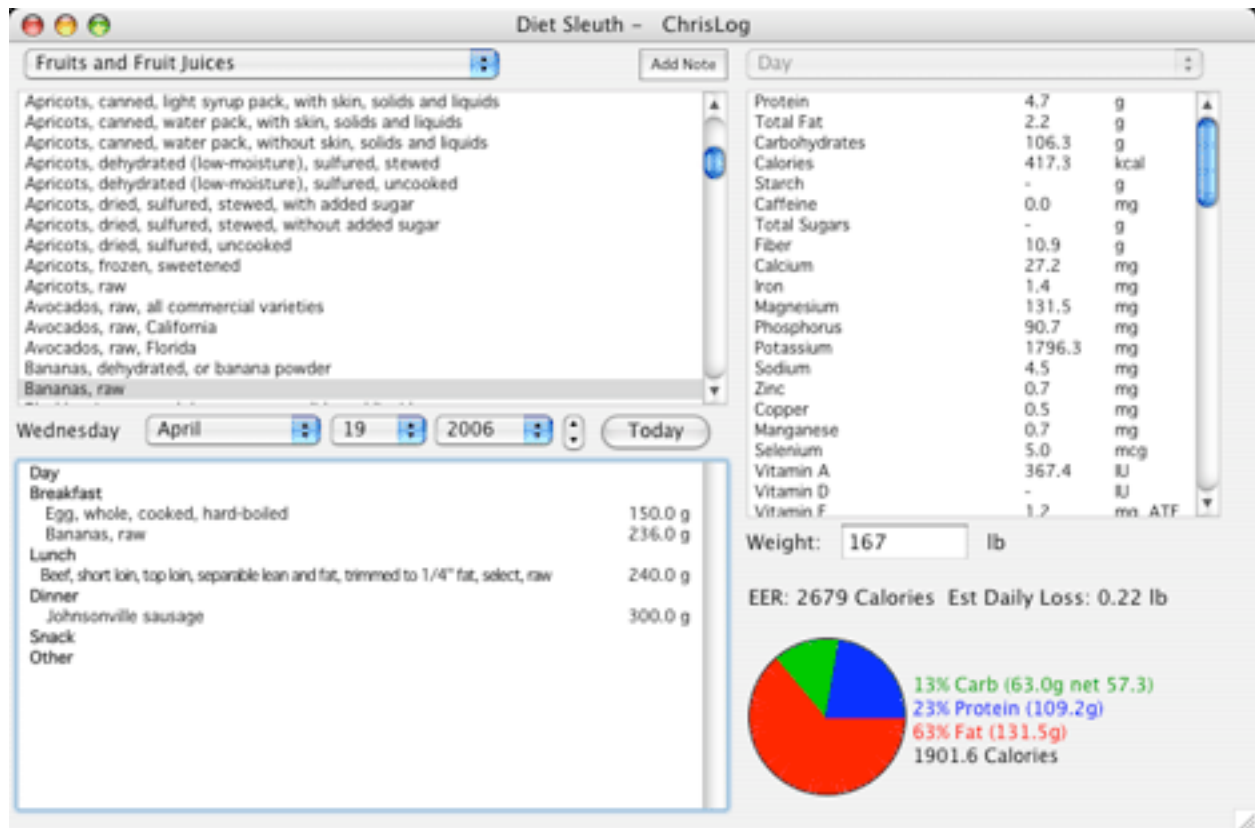 Diet Sleuth – ChrisLog
Fruits and Fruit Juices
Add Note
Day
Apricots, canned, light syrup pack, with skin, solids and liquids
Apricots, canned, water pack, with skin, solids and liquids
Apricots, canned, water pack, without skin, solids and liquids
Apricots, dehydrated (low-moisture), sulfured, stewed
Apricots, dehydrated (low-moisture), sulfured, uncooked
Apricots, dried, sulfured, stewed, with added sugar
Apricots, dried, sulfured, stewed, without added sugar
Apricots, dried, sulfured, uncooked
Apricots, frozen, sweetened
Apricots, raw
Avocados, raw, all commercial varieties
Avocados, raw, California
Avocados, raw, Florida
Bananas, dehydrated, or banana powder
Bananas, raw
Wednesday April 19 2006 Today
Day
Breakfast
Egg, whole, cooked, hard-boiled 150.0 g
Bananas, raw 236.0 g
Lunch
Beef, short loin, top loin, separable lean and fat, trimmed to 1/4" fat, select, raw 240.0 g
Dinner
Johnsonville sausage 300.0 g
Snack
Other
Protein 4.7 g
Total Fat 2.2 g
Carbohydrates 106.3 g
Calories 417.3 kcal
Starch - g
Caffeine 0.0 mg
Total Sugars - g
Fiber 10.9 g
Calcium 27.2 mg
Iron 1.4 mg
Magnesium 131.5 mg
Phosphorus 90.7 mg
Potassium 1796.3 mg
Sodium 4.5 mg
Zinc 0.7 mg
Copper 0.5 mg
Manganese 0.7 mg
Selenium 5.0 mcg
Vitamin A 367.4 IU
Vitamin D - IU
Vitamin E 1.2 mg_ATE
Weight: 167 lb
EER: 2679 Calories Est Daily Loss: 0.22 lb
13% Carb (63.0g net 57.3)
23% Protein (109.2g)
63% Fat (131.5g)
1901.6 Calories